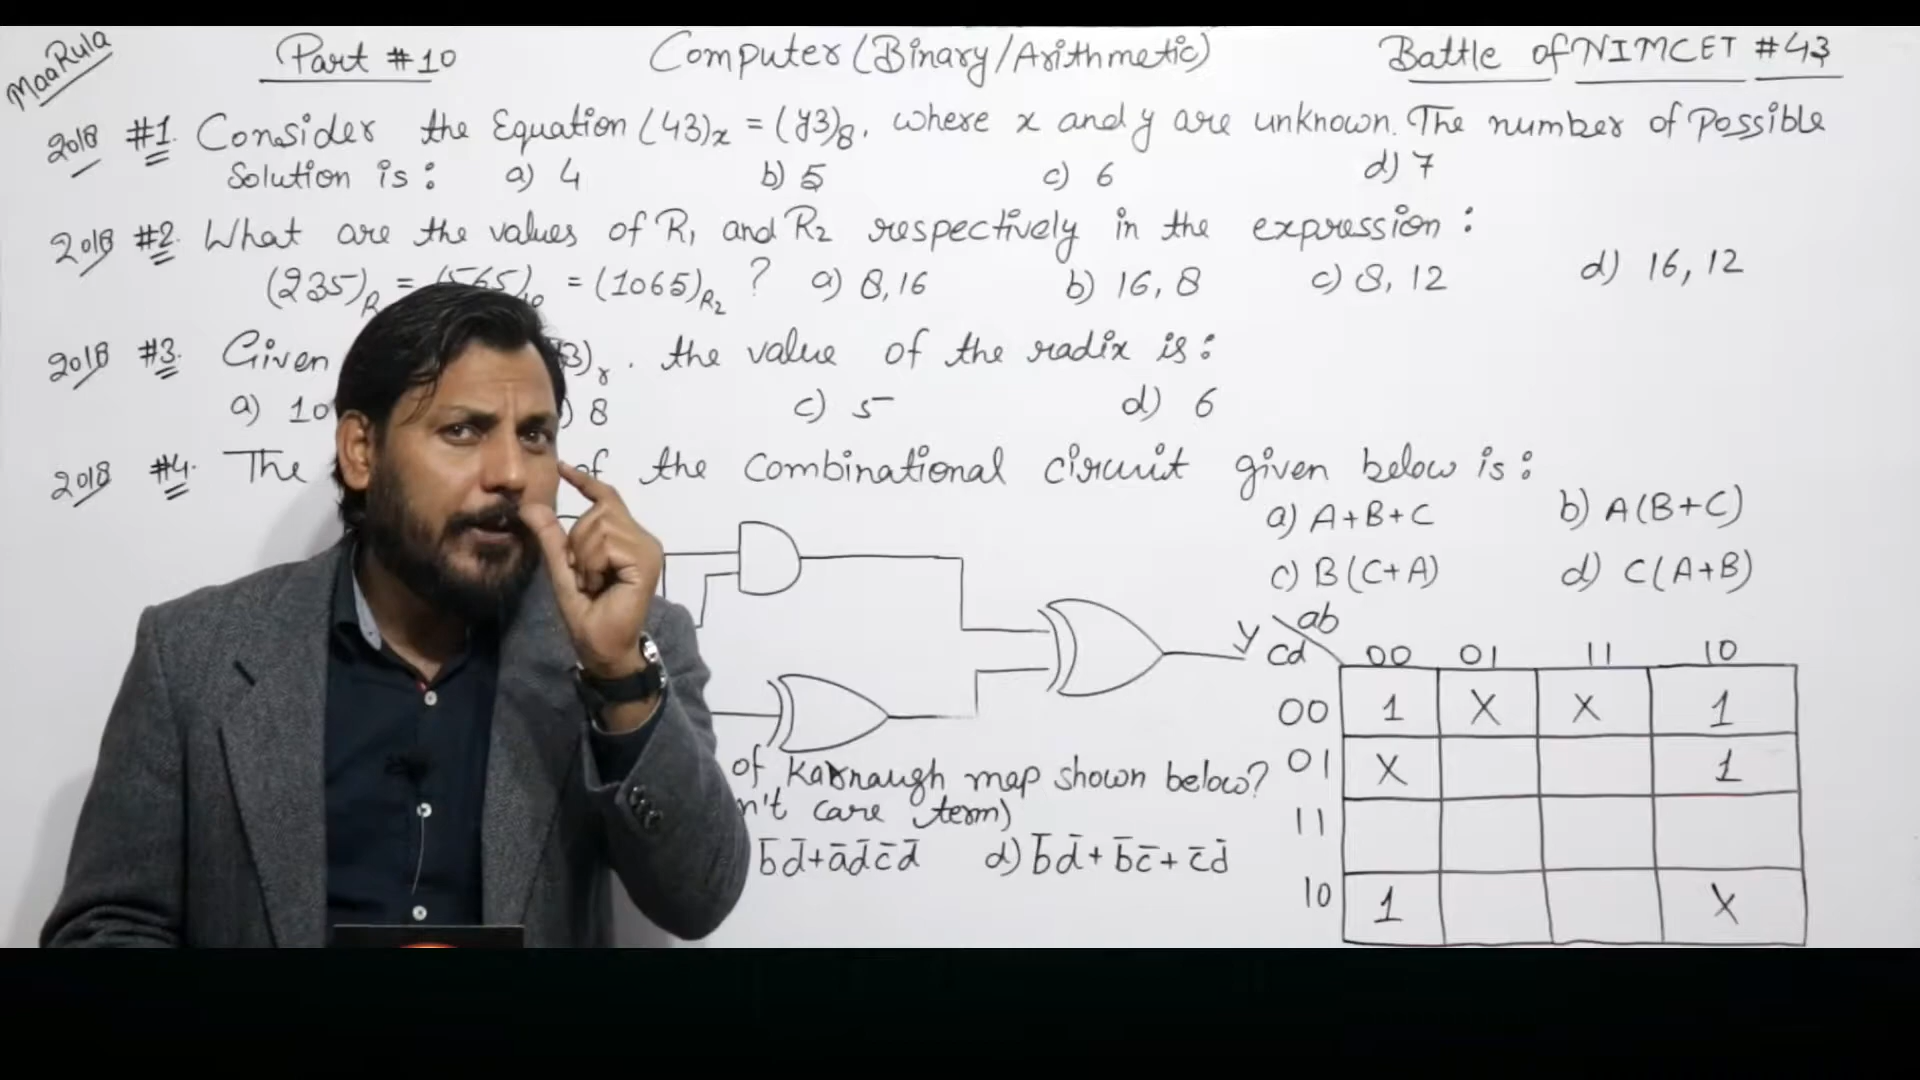 MaaRula
Part #10
Computer (Binary/Arithmetic)
Battle of NIMCET #43
2018 #1. Consider the Equation (43)x = (y3)8, where x and y are unknown. The number of Possible
Solution is: a) 4 b) 5 c) 6 d) 7
2018 #2. What are the values of R1 and R2 respectively in the expression:
(235)R = (565) = (1065)R2 ? a) 8,16 b) 16, 8 c) 8, 12 d) 16, 12
2018 #3. Given 3)r . the value of the radix is:
a) 10 ) 8 c) 5 d) 6
2018 #4. The of the combinational circuit given below is:
a) A+B+C b) A(B+C)
c) B(C+A) d) C(A+B)
y
ab
cd 00 01 11 10
00 1 X X 1
01 X 1
11
10 1 X
of Karnaugh map shown below?
n't care term)
b̄d̄+ād̄c̄d̄ d) b̄d̄+b̄c̄+c̄d̄